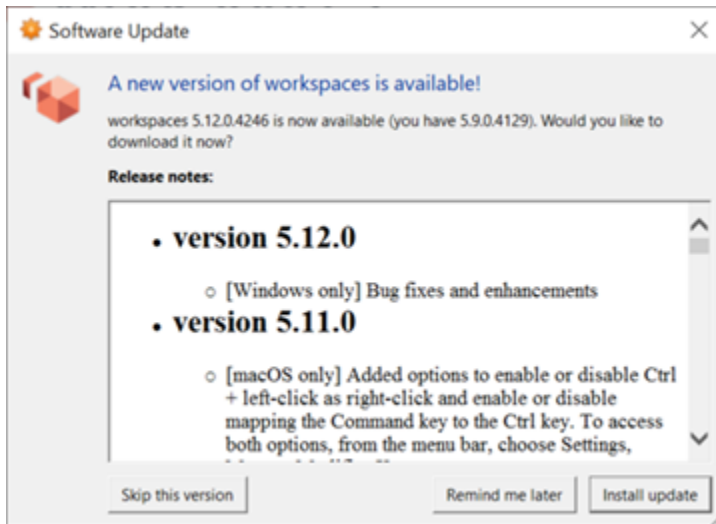 Software Update
A new version of workspaces is available!
workspaces 5.12.0.4246 is now available (you have 5.9.0.4129). Would you like to
download it now?
Release notes:
• version 5.12.0
○ [Windows only] Bug fixes and enhancements
• version 5.11.0
○ [macOS only] Added options to enable or disable Ctrl
+ left-click as right-click and enable or disable
mapping the Command key to the Ctrl key. To access
both options, from the menu bar, choose Settings,
Skip this version
Remind me later
Install update